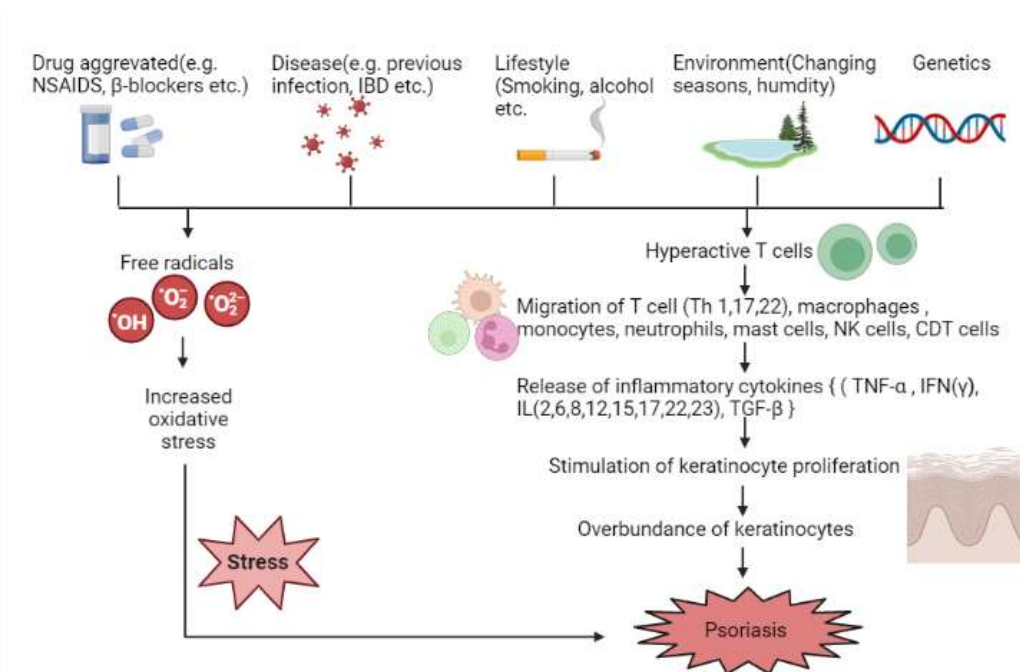 Drug aggrevated(e.g.
NSAIDS, β-blockers etc.)
Disease(e.g. previous
infection, IBD etc.)
Lifestyle
(Smoking, alcohol
etc.
Environment(Changing
seasons, humdity)
Genetics
Free radicals
˙OH
˙O₂⁻
˙O₂²⁻
Increased
oxidative
stress
Stress
Hyperactive T cells
Migration of T cell (Th 1,17,22), macrophages ,
monocytes, neutrophils, mast cells, NK cells, CDT cells
Release of inflammatory cytokines { ( TNF-α , IFN(γ),
IL(2,6,8,12,15,17,22,23), TGF-β }
Stimulation of keratinocyte proliferation
Overbundance of keratinocytes
Psoriasis